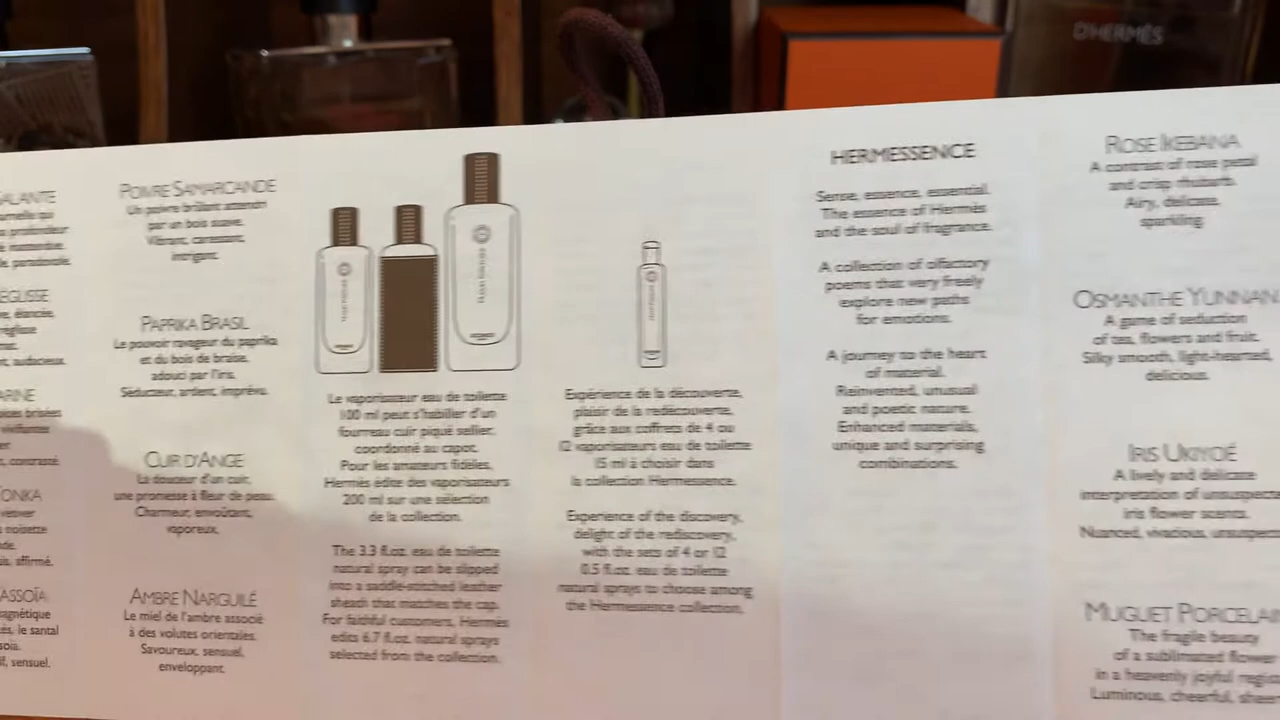 D'HERMÈS
POIVRE SAMARCANDE
Un poivre brûlant attendri
par un bois suave.
Vibrant, caressant,
intrigant.
PAPRIKA BRASIL
Le pouvoir ravageur du paprika
et du bois de braise,
adouci par l'iris.
Séducteur, ardent, imprévu.
CUIR D'ANGE
La douceur d'un cuir,
une promesse à fleur de peau.
Charmeur, envoûtant,
vaporeux.
AMBRE NARGUILÉ
Le miel de l'ambre associé
à des volutes orientales.
Savoureux, sensuel,
enveloppant.
Le vaporisateur eau de toilette
100 ml peut s'habiller d'un
fourreau cuir piqué sellier,
coordonné au capot.
Pour les amateurs fidèles,
Hermès édite des vaporisateurs
200 ml sur une sélection
de la collection.
The 3.3 fl.oz. eau de toilette
natural spray can be slipped
into a saddle-stitched leather
sheath that matches the cap.
For faithful customers, Hermès
edits 6.7 fl.oz. natural sprays
selected from the collection.
Expérience de la découverte,
plaisir de la redécouverte,
grâce aux coffrets de 4 ou
12 vaporisateurs eau de toilette
15 ml à choisir dans
la collection Hermessence.
Experience of the discovery,
delight of the rediscovery,
with the sets of 4 or 12
0.5 fl.oz. eau de toilette
natural sprays to choose among
the Hermessence collection.
HERMESSENCE
Sense, essence, essential.
The essence of Hermès
and the soul of fragrance.
A collection of olfactory
poems that very freely
explore new paths
for emotions.
A journey to the heart
of material.
Reinvented, unusual
and poetic nature.
Enhanced materials,
unique and surprising
combinations.
ROSE IKEBANA
A contrast of rose petal
and crisp rhubarb.
Airy, delicate,
sparkling.
OSMANTHE YUNNAN
A game of seduction
of tea, flowers and fruit.
Silky smooth, light-hearted,
delicious.
IRIS UKIYOÉ
A lively and delicate
interpretation of
iris flower scents.
Nuanced, vivacious,
MUGUET
The fragile beauty
of a sublimated flower
in a heavenly joyful
Luminous, cheerful,